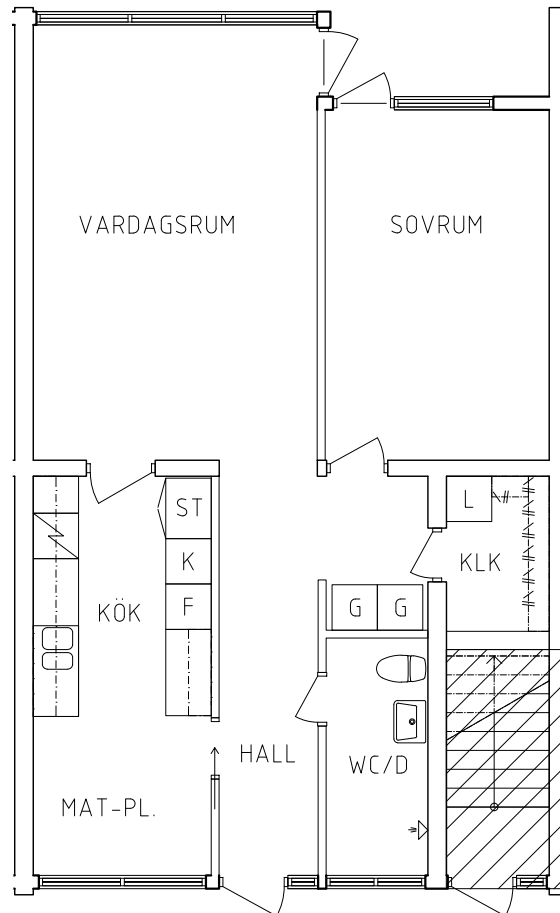 VARDAGSRUM
SOVRUM
ST
L
K
KLK
F
G G
KÖK
HALL
WC/D
MAT-PL.